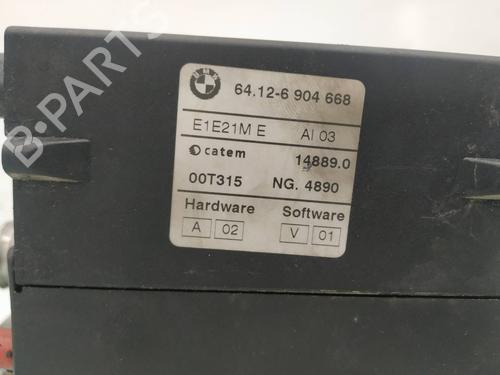 B-PARTS
BMW
64.12-6 904 668
E1E21M E AI 03
catem 14889.0
00T315 NG. 4890
Hardware Software
A 02 V 01